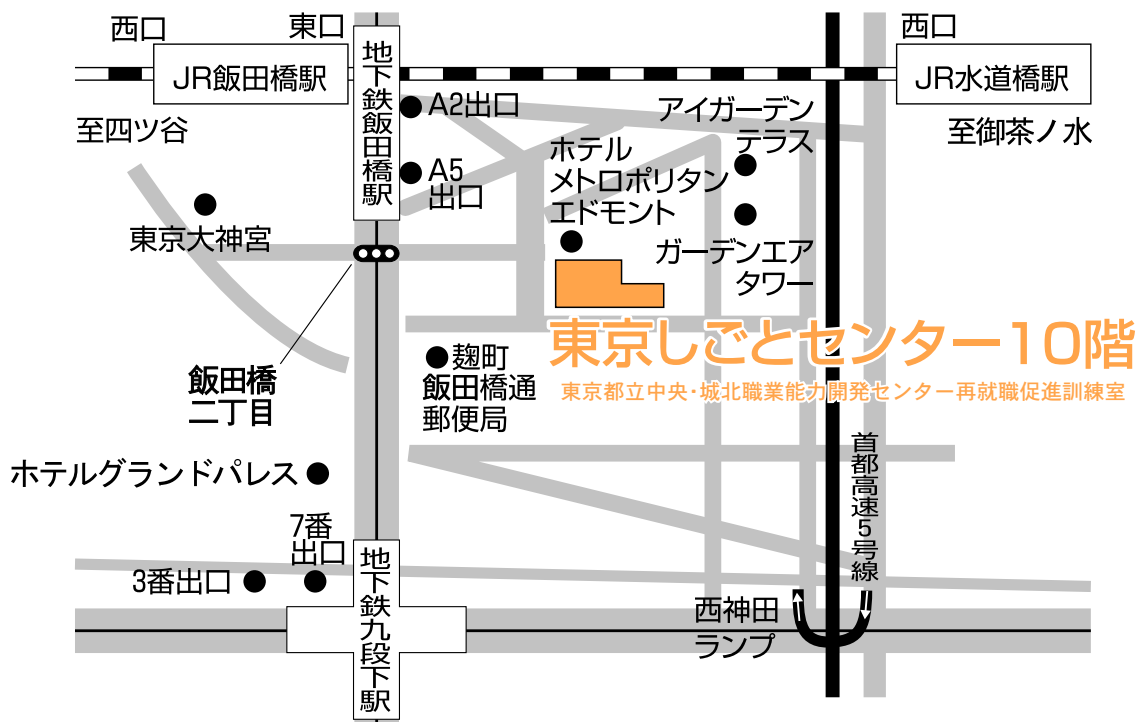 西口
東口
西口
JR飯田橋駅
地下鉄飯田橋駅
JR水道橋駅
至四ツ谷
至御茶ノ水
A2出口
アイガーデン
テラス
A5
出口
ホテル
メトロポリタン
エドモント
東京大神宮
ガーデンエア
タワー
東京しごとセンター10階
東京都立中央・城北職業能力開発センター再就職促進訓練室
飯田橋
二丁目
麹町
飯田橋通
郵便局
ホテルグランドパレス
首都高速5号線
7番
出口
3番出口
地下鉄九段下駅
西神田
ランプ